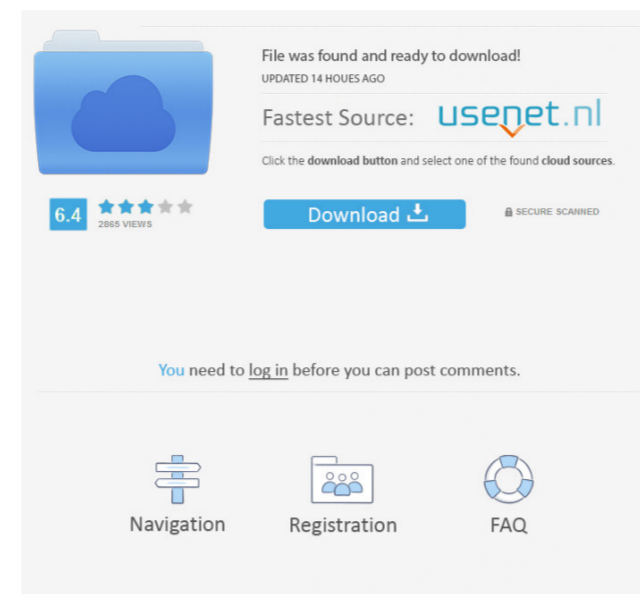 File was found and ready to download!
UPDATED 14 HOUES AGO
Fastest Source: usenet.nl
Click the download button and select one of the found cloud sources.
6.4
2865 VIEWS
Download
SECURE SCANNED
You need to log in before you can post comments.
Navigation
Registration
FAQ